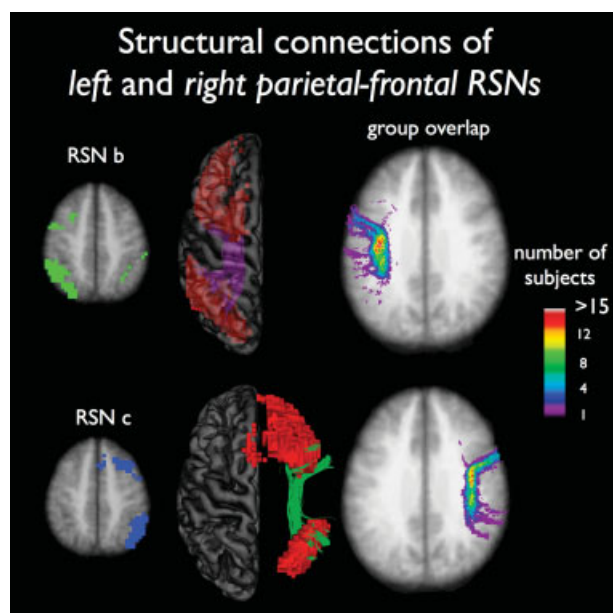 Structural connections of
left and right parietal-frontal RSNs
group overlap
RSN b
number of
subjects
>15
12
8
4
1
RSN c